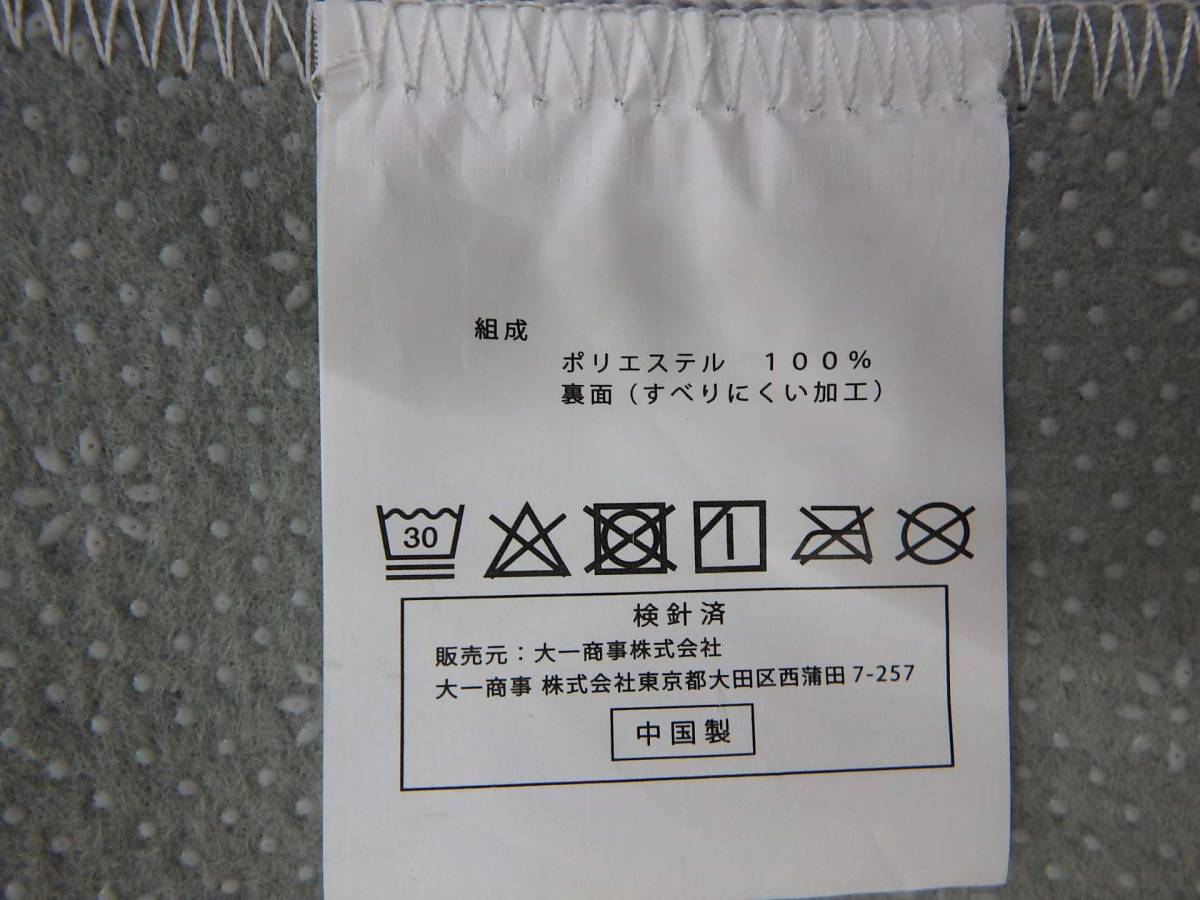 組成
ポリエステル　１００％
裏面（すべりにくい加工）
30
検針済
販売元：大一商事株式会社
大一商事 株式会社東京都大田区西蒲田7-257
中国製